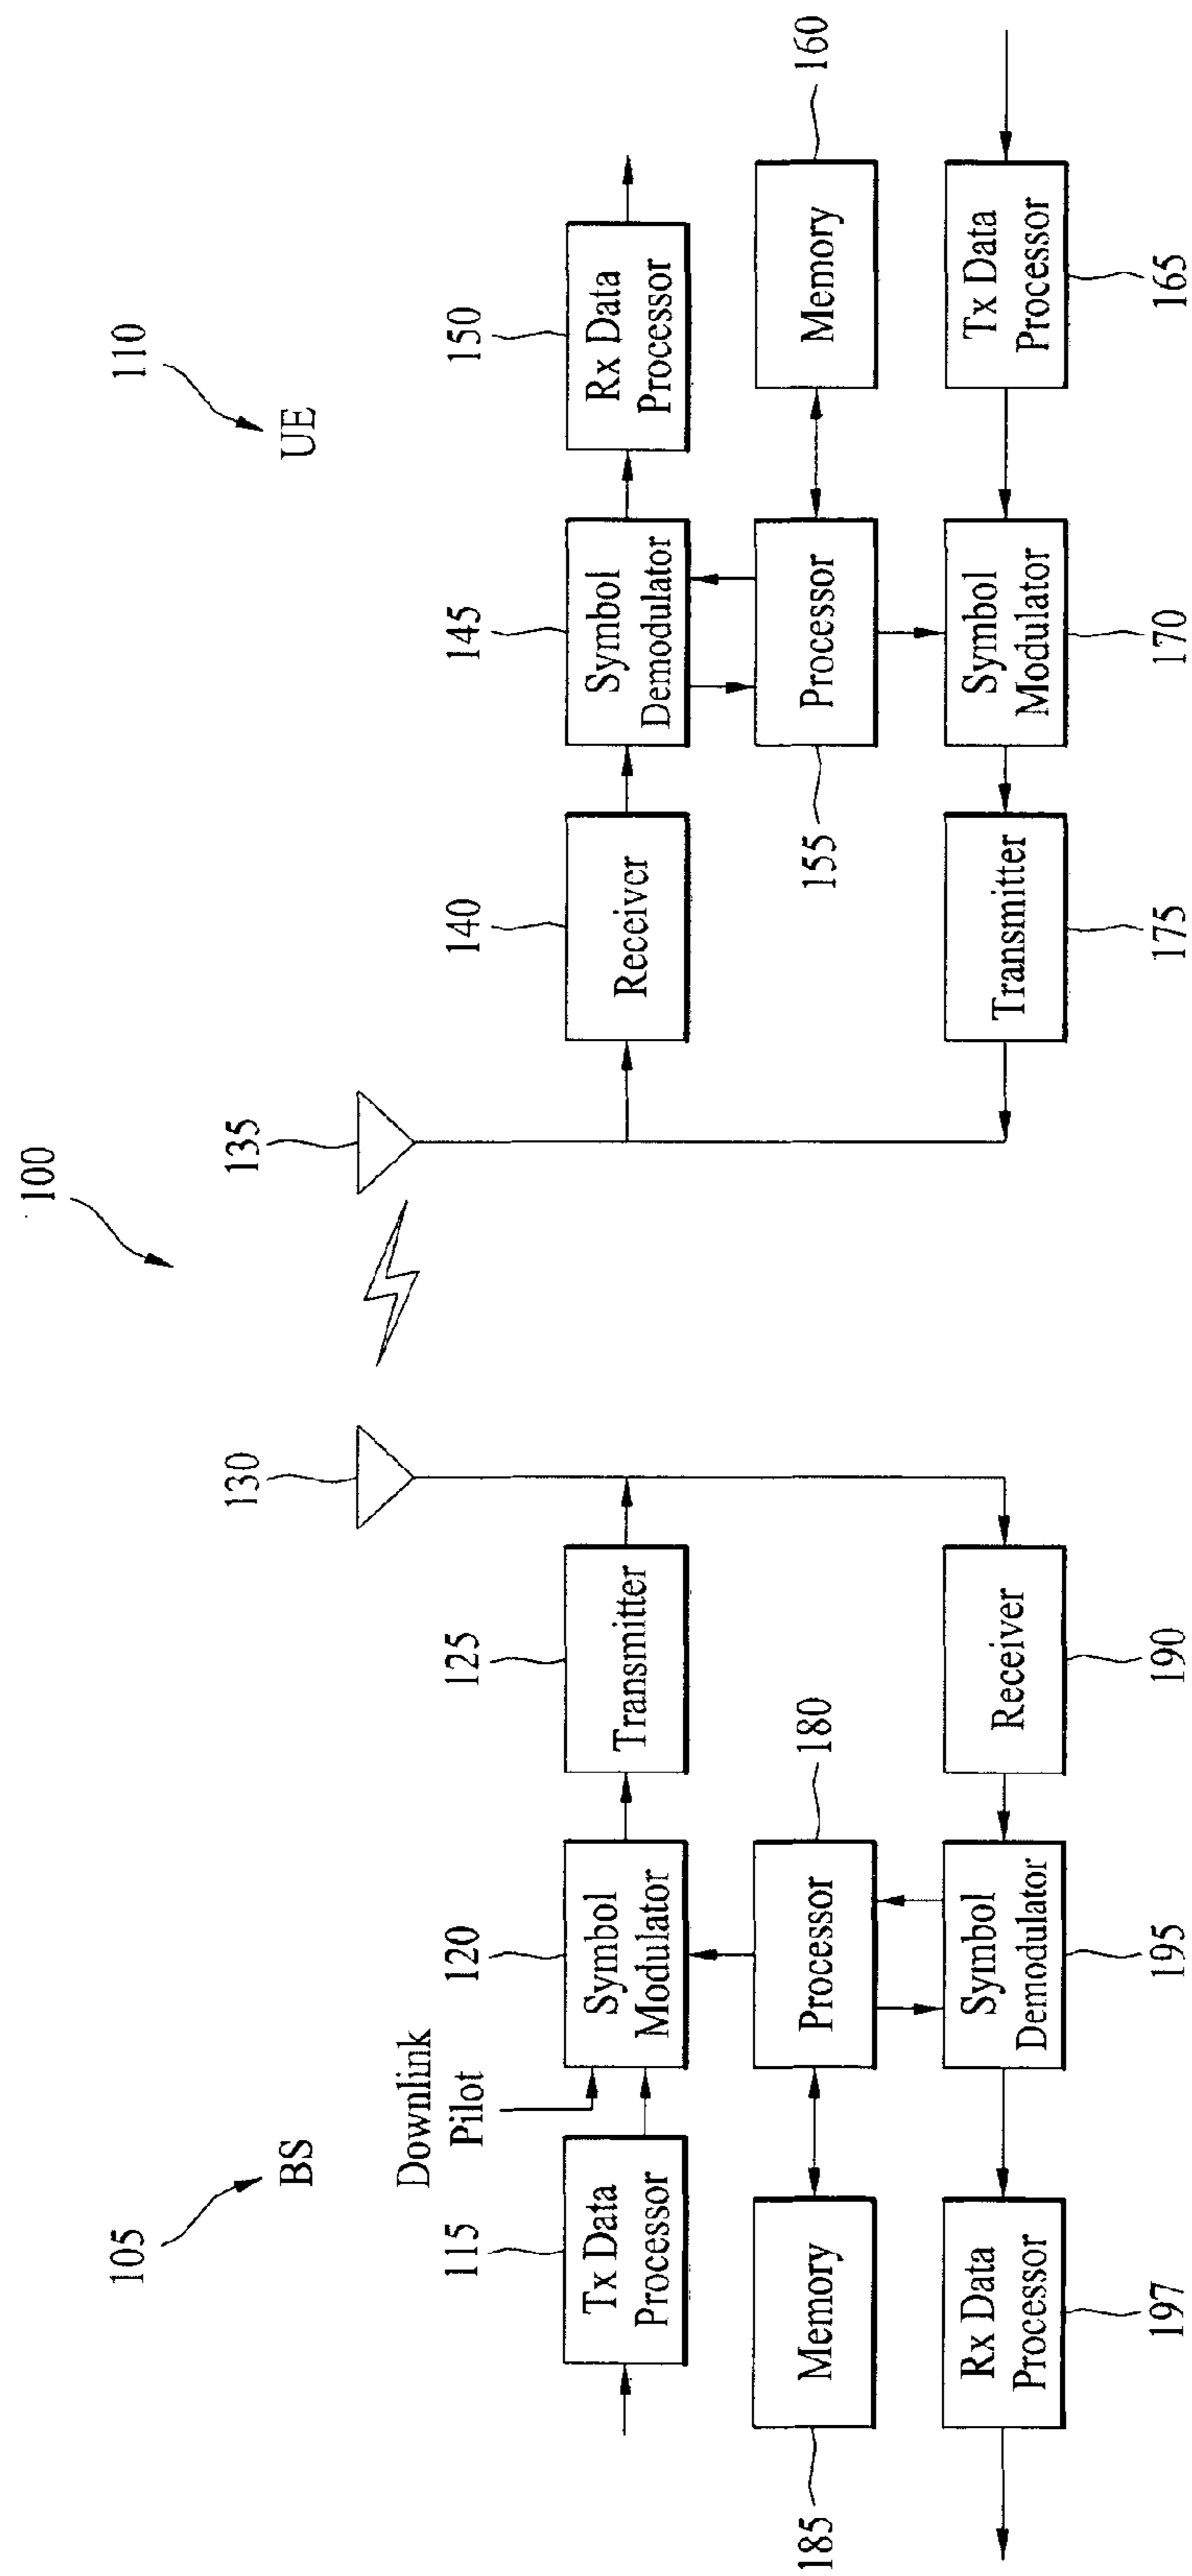 100
105
BS
110
UE
130
135
Downlink
Pilot
115
Tx Data
Processor
120
Symbol
Modulator
125
Transmitter
140
Receiver
145
Symbol
Demodulator
150
Rx Data
Processor
185
Memory
180
Processor
155
Processor
160
Memory
197
Rx Data
Processor
195
Symbol
Demodulator
190
Receiver
175
Transmitter
170
Symbol
Modulator
165
Tx Data
Processor